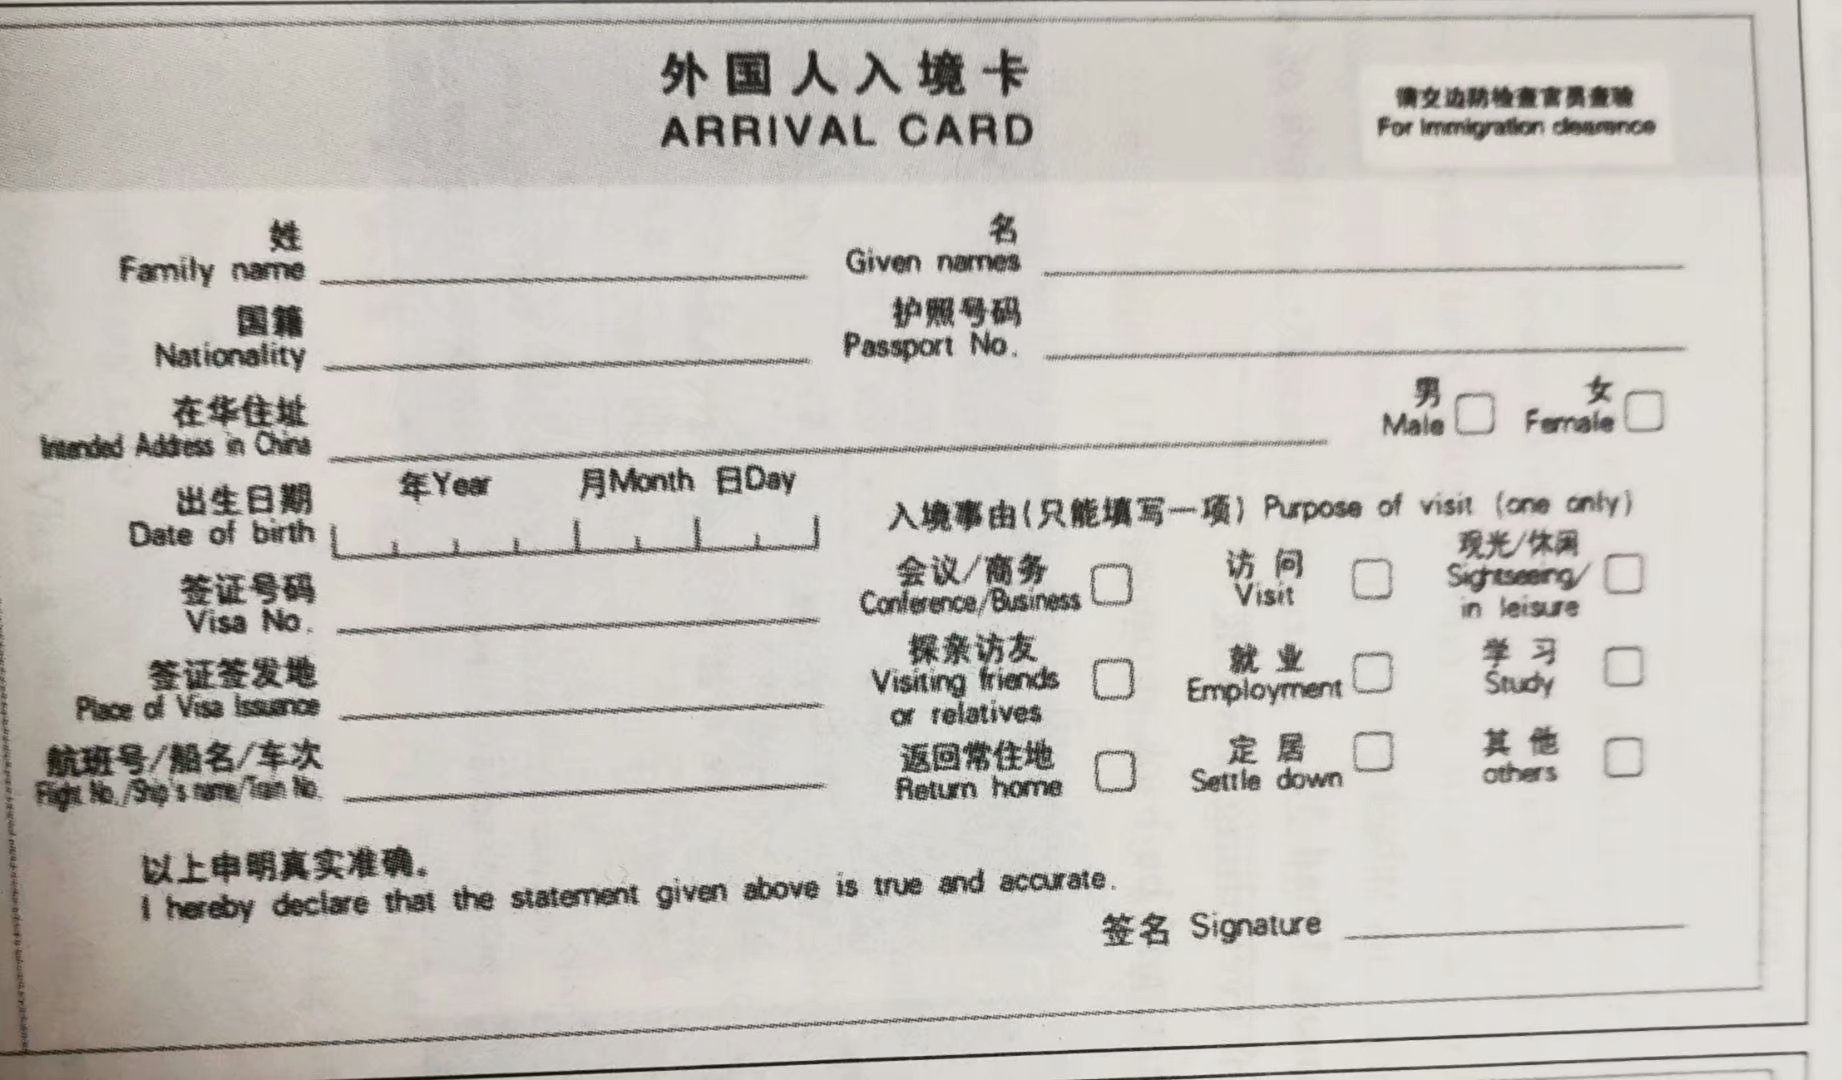 外国人入境卡
ARRIVAL CARD
请交边防检查官员查验
For Immigration clearence
姓
Family name
名
Given names
国籍
Nationality
护照号码
Passport No.
在华住址
Intended Address in China
男
Male
女
Female
出生日期
Date of birth
年Year 月Month 日Day
入境事由(只能填写一项) Purpose of visit (one only)
签证号码
Visa No.
会议/商务
Conference/Business
访问
Visit
观光/休闲
Sightseeing/
in leisure
签证签发地
Place of Visa Issuance
探亲访友
Visiting friends
or relatives
就业
Employment
学习
Study
航班号/船名/车次
Flight No./Ship's name/Train No.
返回常住地
Return home
定居
Settle down
其他
others
以上申明真实准确。
I hereby declare that the statement given above is true and accurate.
签名 Signature